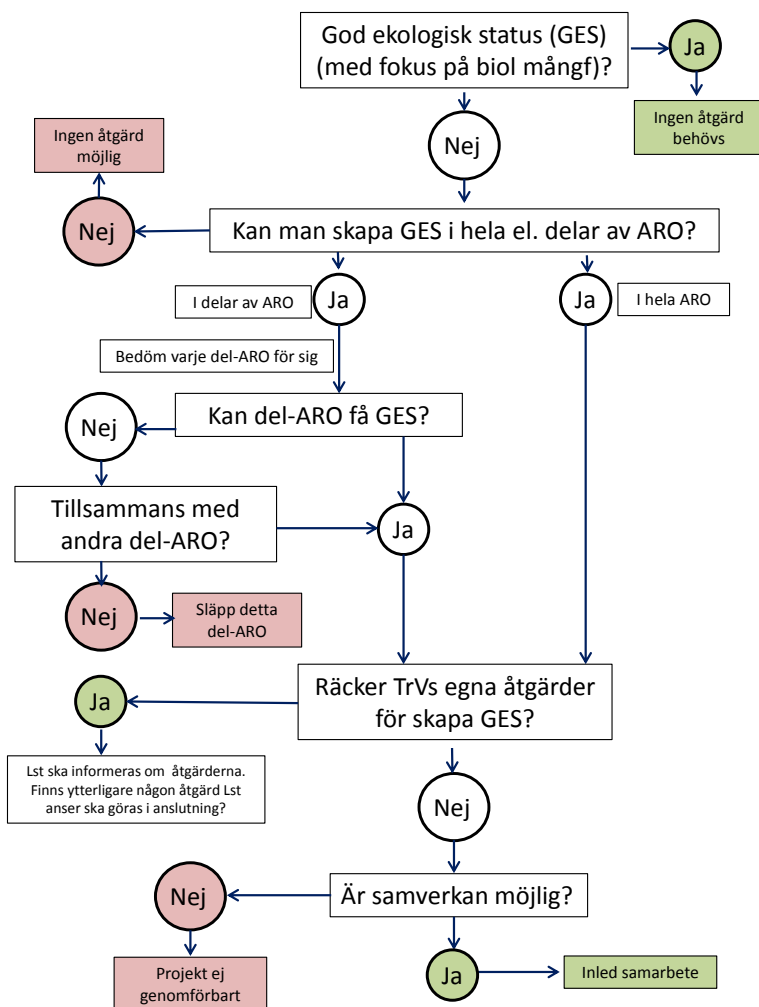 God ekologisk status (GES)
(med fokus på biol mångf)?
Ja
Ingen åtgärd
behövs
Nej
Ingen åtgärd
möjlig
Nej
Kan man skapa GES i hela el. delar av ARO?
I delar av ARO
Ja
Ja
I hela ARO
Bedöm varje del-ARO för sig
Kan del-ARO få GES?
Nej
Tillsammans med
andra del-ARO?
Ja
Nej
Släpp detta
del-ARO
Räcker TrVs egna åtgärder
för skapa GES?
Ja
Lst ska informeras om åtgärderna.
Finns ytterligare någon åtgärd Lst
anser ska göras i anslutning?
Nej
Är samverkan möjlig?
Nej
Projekt ej
genomförbart
Ja
Inled samarbete